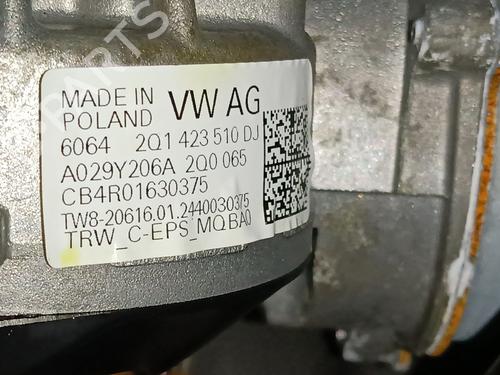 MADE IN VW AG
POLAND
6064 2Q1 423 510 DJ
A029Y206A 2Q0 065
CB4R01630375
TW8-20616.01.2440030375
TRW_C-EPS_MQBA0